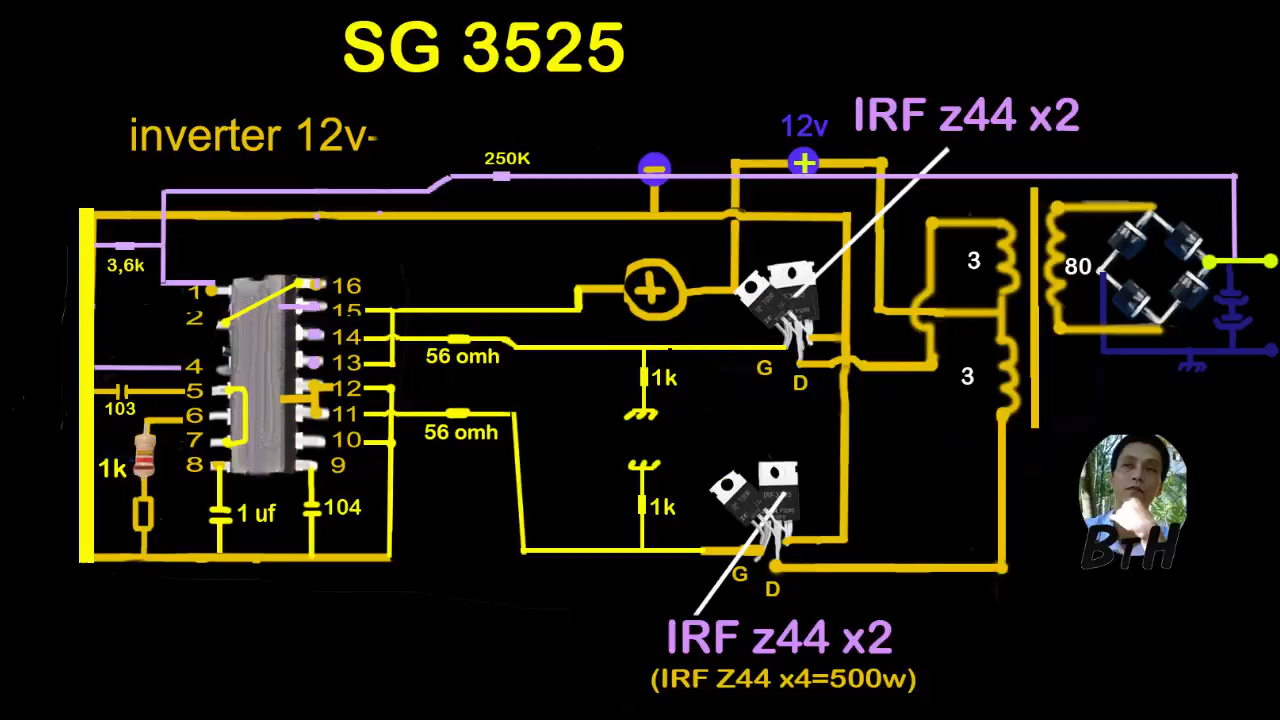 SG 3525
IRF z44 x2
12v
inverter 12v-
250K
3,6k
1
2
4
5
6
7
8
16
15
14
13
12
11
10
9
103
1k
1 uf
104
56 omh
56 omh
1k
1k
G
D
G
D
3
3
80
BTH
IRF z44 x2
(IRF Z44 x4=500w)